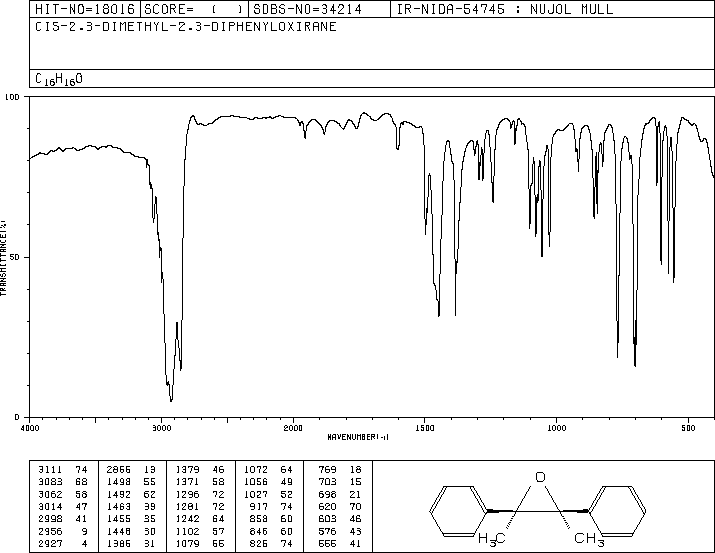 HIT-NO=18016 SCORE= ( ) SDBS-NO=34214 IR-NIDA-54745 : NUJOL MULL
CIS-2,3-DIMETHYL-2,3-DIPHENYLOXIRANE
C16H16O
100
50
0
TRANSMITTANCE(%)
4000 3000 2000 1500 1000 500
WAVENUMBER(-1)
3111 74 2866 13 1379 46 1072 64 769 18
3083 68 1498 55 1371 58 1056 49 703 15
3062 58 1492 62 1296 72 1027 52 698 21
3014 47 1463 39 1281 72 917 74 620 70
2998 41 1455 35 1242 64 858 60 603 46
2956 9 1448 30 1102 57 846 60 576 43
2927 4 1386 31 1079 55 826 74 555 41
O
H3C CH3